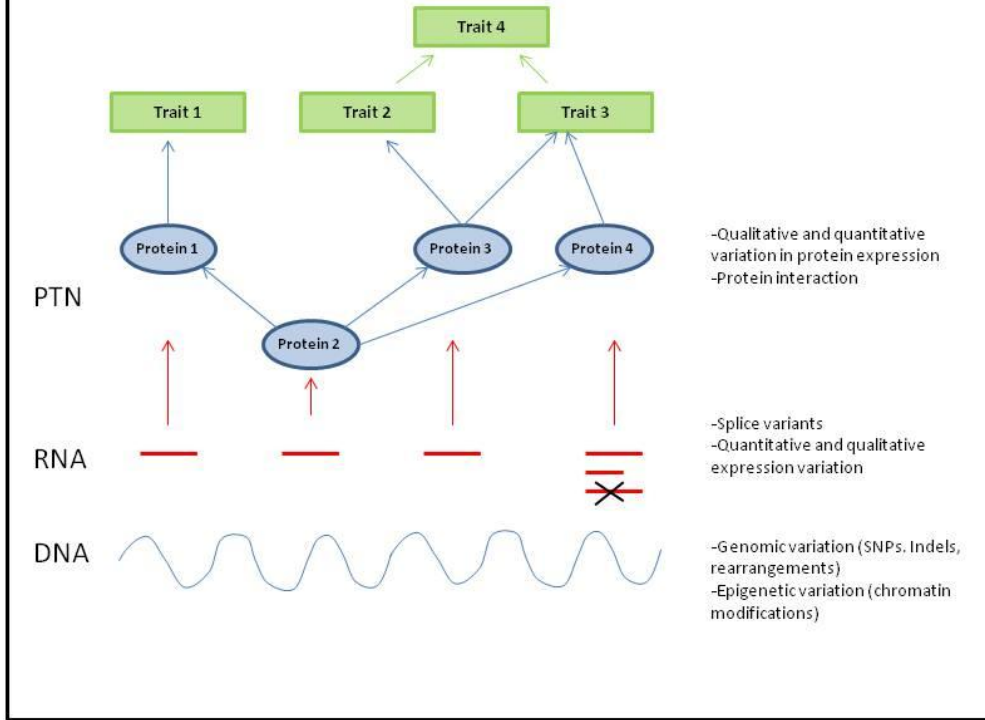 Trait 4
Trait 1
Trait 2
Trait 3
Protein 1
Protein 3
Protein 4
-Qualitative and quantitative
variation in protein expression
-Protein interaction
PTN
Protein 2
-Splice variants
-Quantitative and qualitative
expression variation
RNA
DNA
-Genomic variation (SNPs. Indels,
rearrangements)
-Epigenetic variation (chromatin
modifications)